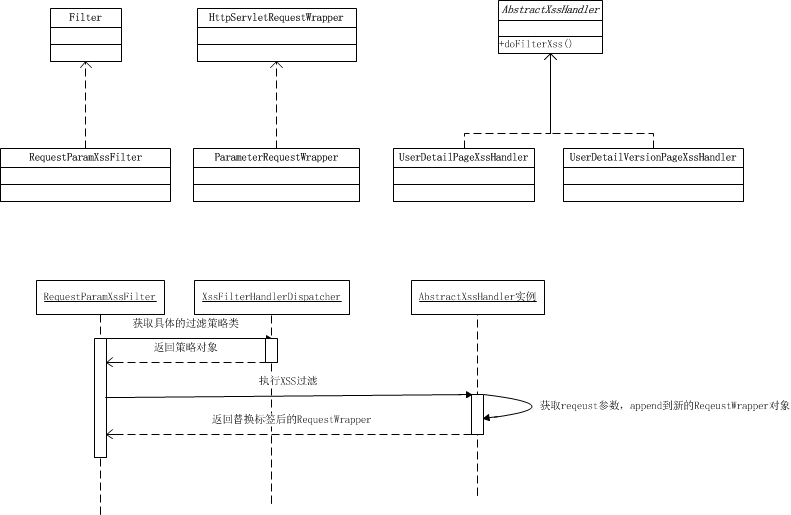 Filter
HttpServletRequestWrapper
AbstractXssHandler
+doFilterXss()
RequestParamXssFilter
ParameterRequestWrapper
UserDetailPageXssHandler
UserDetailVersionPageXssHandler
RequestParamXssFilter
XssFilterHandlerDispatcher
AbstractXssHandler实例
获取具体的过滤策略类
返回策略对象
执行XSS过滤
获取reqeust参数，append到新的ReqeustWrapper对象
返回替换标签后的RequestWrapper